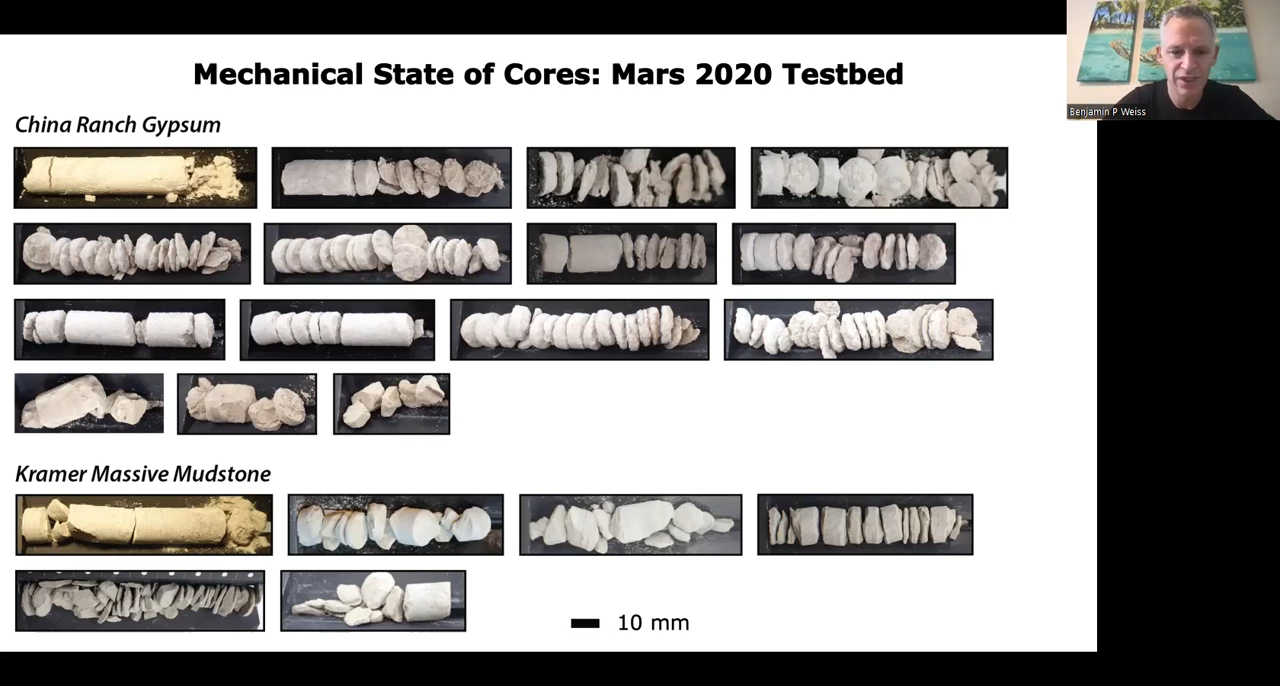 Mechanical State of Cores: Mars 2020 Testbed
Benjamin P Weiss
China Ranch Gypsum
Kramer Massive Mudstone
10 mm